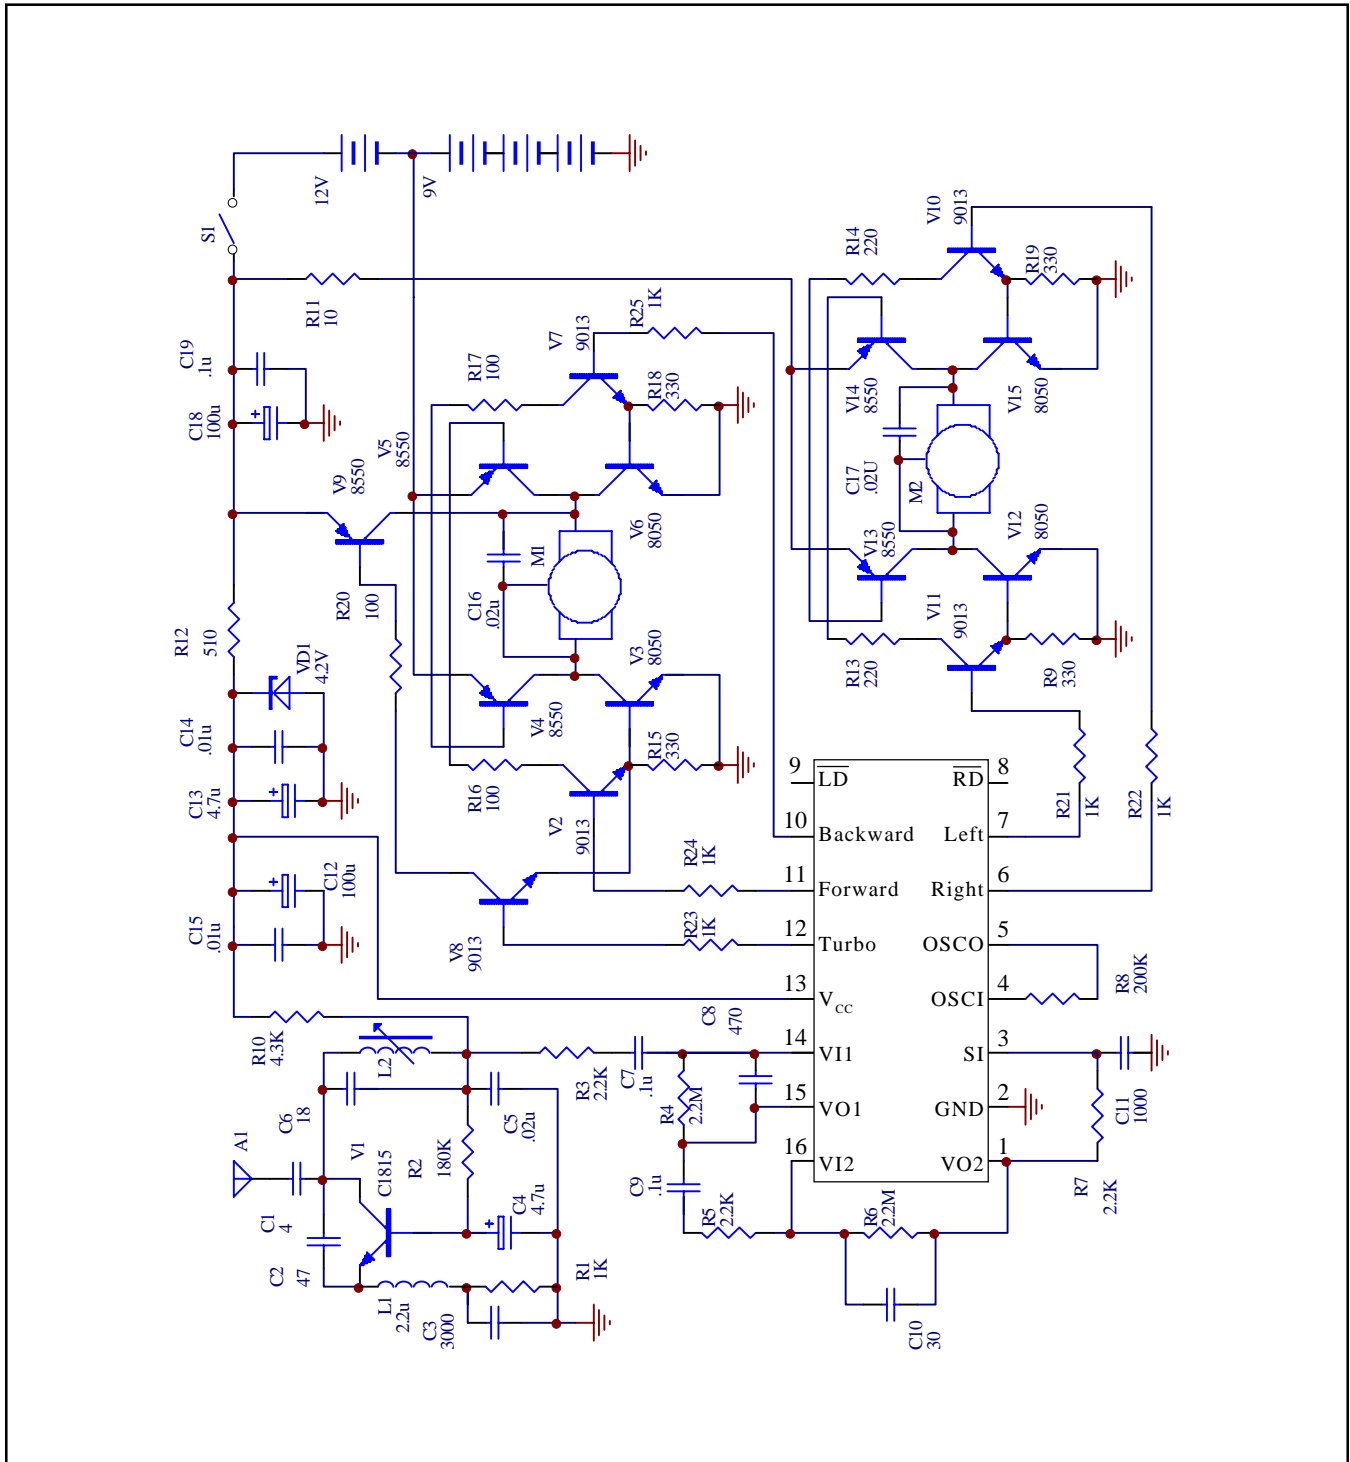 12V
9V
S1
R11
10
C19
.1u
C18
100u
V9
8550
V5
8550
R17
100
V7
9013
R25
1K
R18
330
V10
9013
R14
220
R19
330
V14
8550
V15
8050
C17
.02U
M2
V13
8550
V12
8050
V11
9013
R13
220
R9
330
R20
100
C16
.02u
M1
V6
8050
V3
8050
V4
8550
R15
330
R16
100
V2
9013
R12
510
VD1
4.2V
C14
.01u
C13
4.7u
C12
100u
C15
.01u
V8
9013
R24
1K
R23
1K
R21
1K
R22
1K
9 LD
RD 8
10 Backward
Left 7
11 Forward
Right 6
12 Turbo
OSCO 5
13 VCC
OSCI 4
14 VI1
SI 3
15 VO1
GND 2
16 VI2
VO2 1
R8
200K
C11
1000
R7
2.2K
C8
470
R10
4.3K
L2
R3
2.2K
C7
.1u
R4
2.2M
C6
18
C5
.02u
A1
V1
C1815
R2
180K
C4
4.7u
C9
.1u
R5
2.2K
R6
2.2M
C1
4
C2
47
L1
2.2u
C3
3000
R1
1K
C10
30